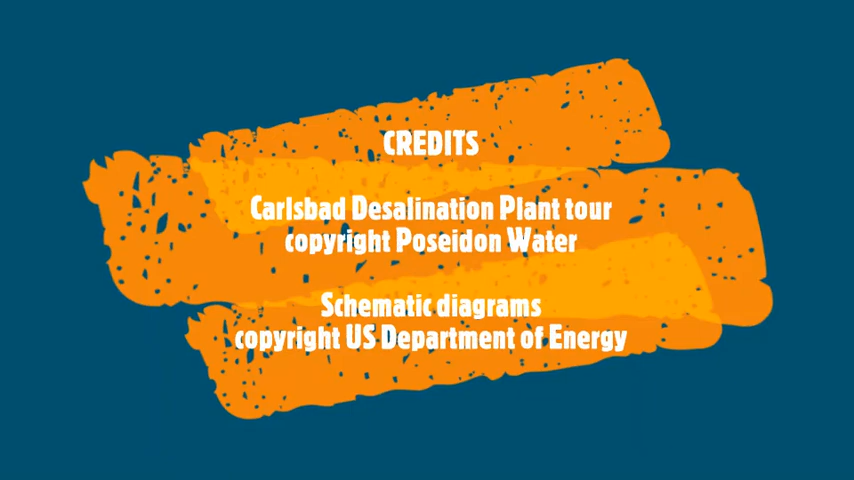 CREDITS
Carlsbad Desalination Plant tour
copyright Poseidon Water
Schematic diagrams
copyright US Department of Energy